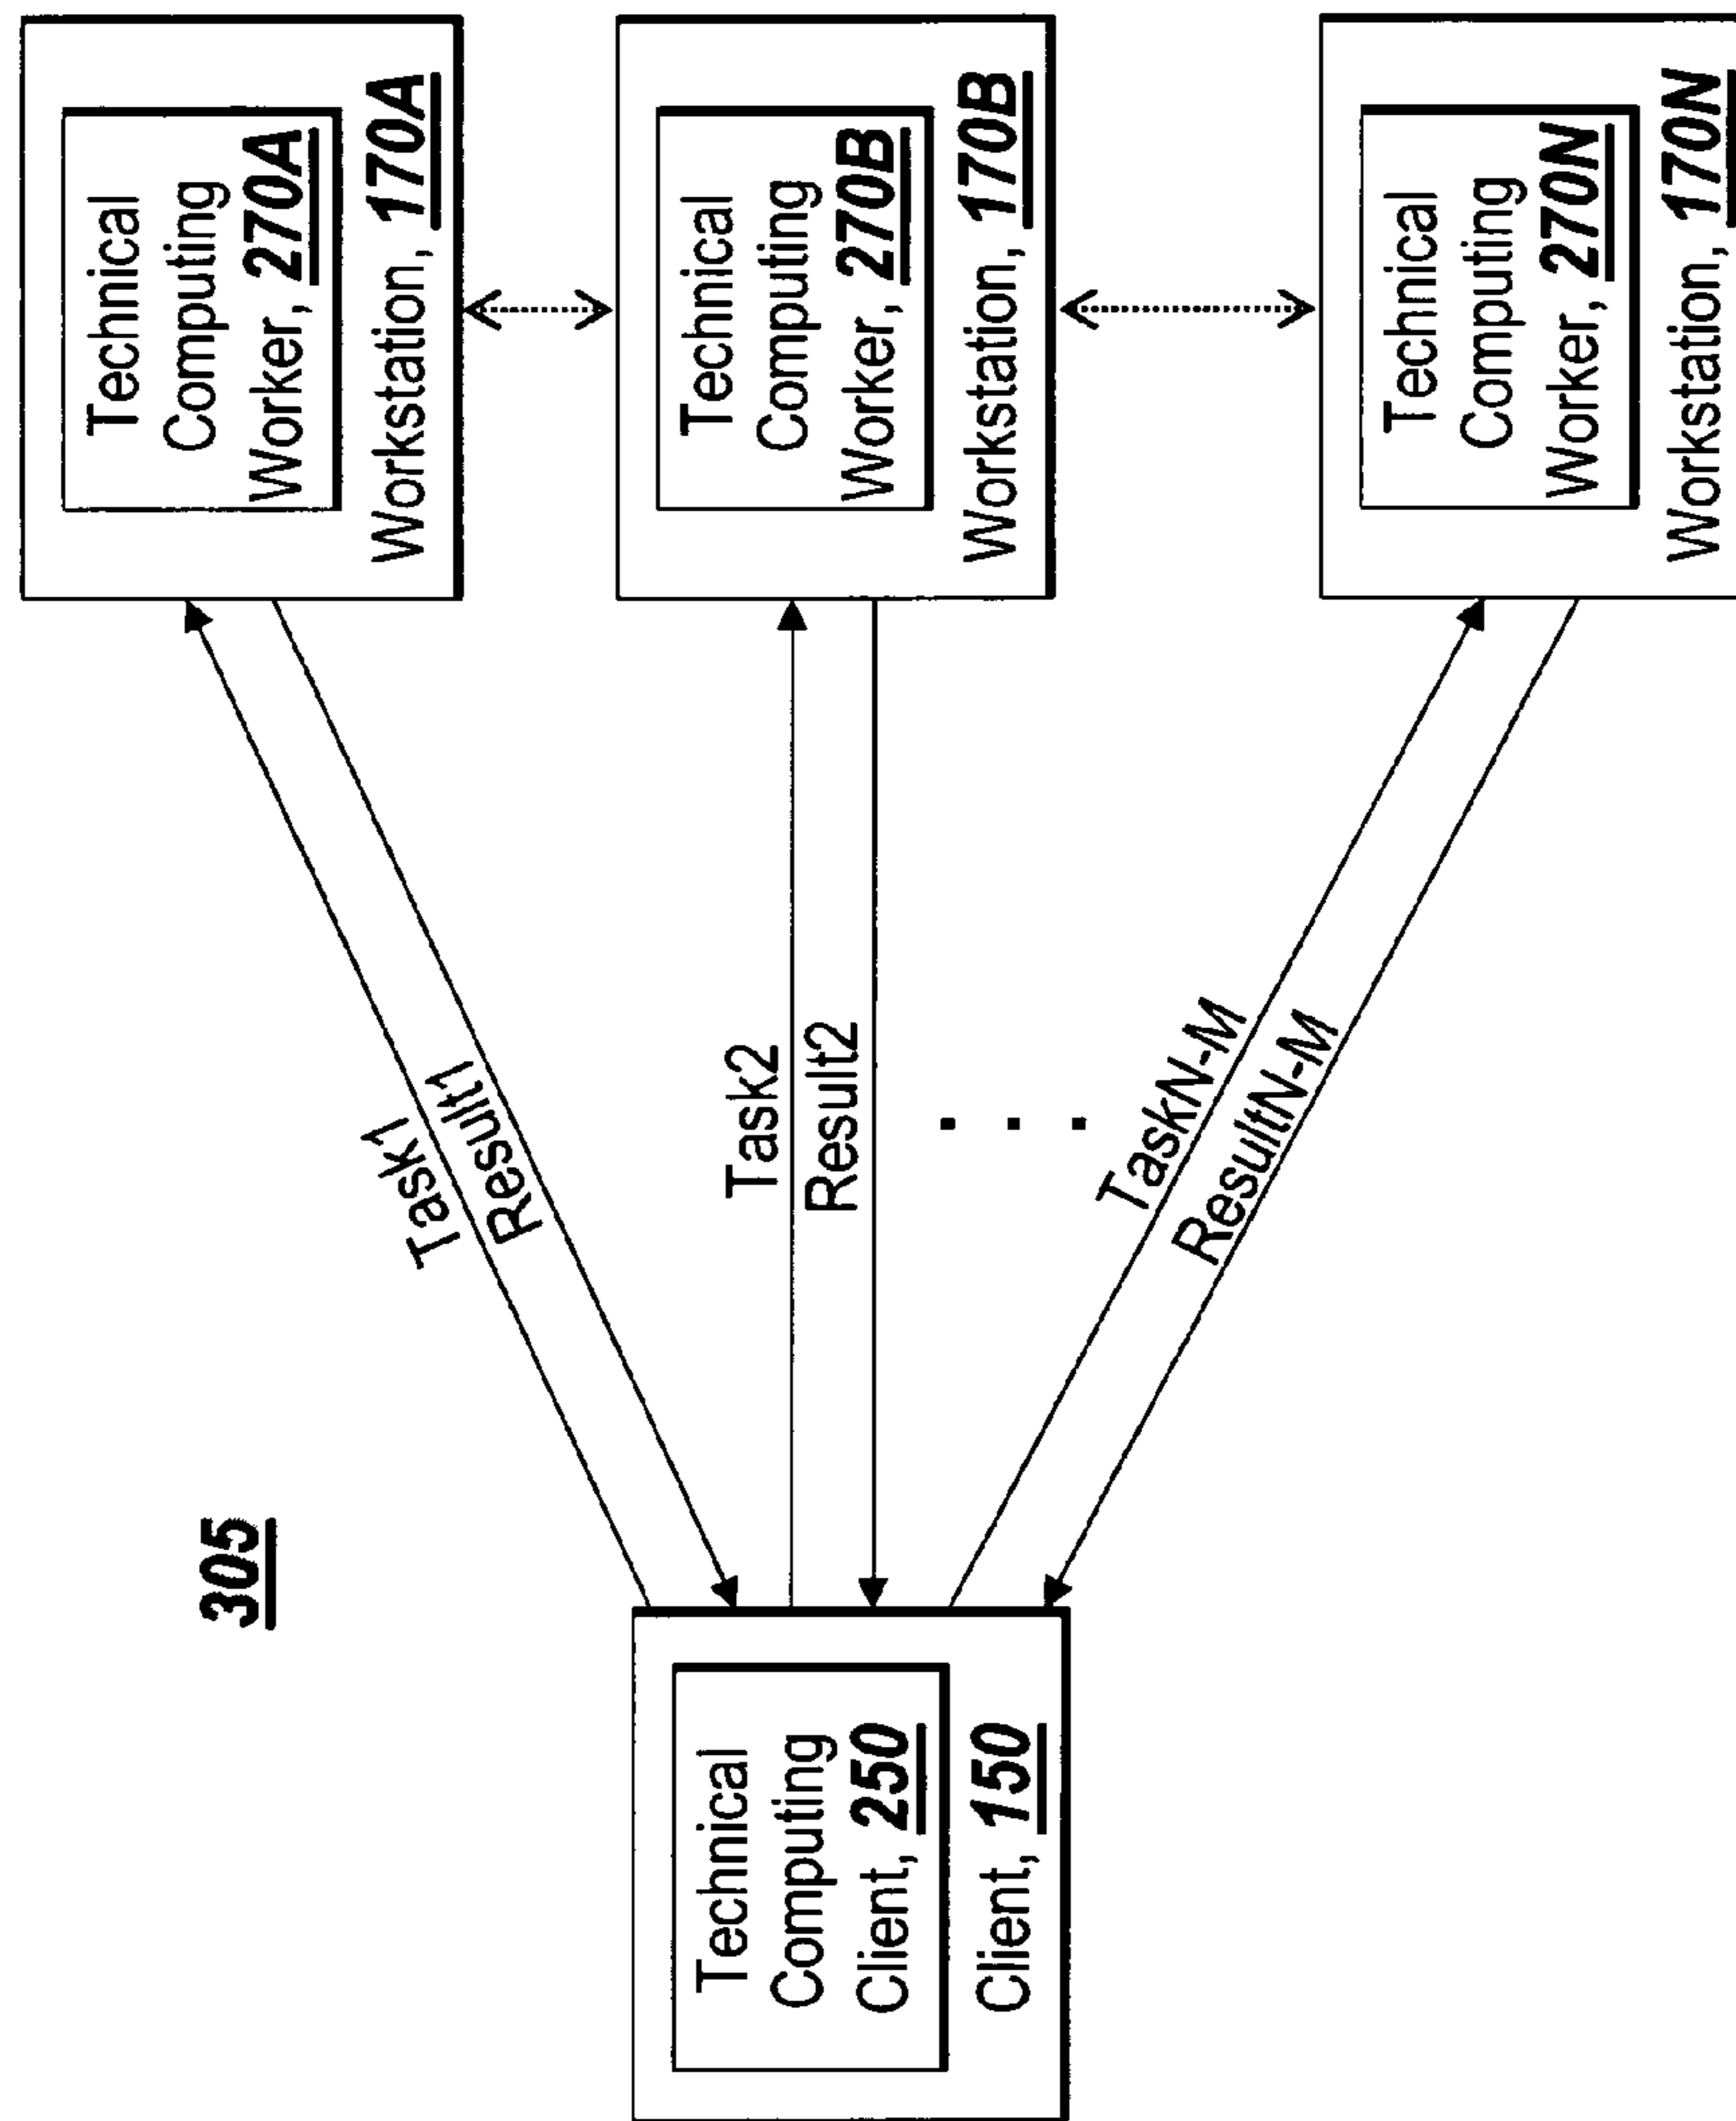 305
Technical
Computing
Client, 250
Client, 150
Task1
Result1
Task2
Result2
. . .
TaskN-M
ResultN-M
Technical
Computing
Worker, 270A
Workstation, 170A
Technical
Computing
Worker, 270B
Workstation, 170B
Technical
Computing
Worker, 270N
Workstation, 170N